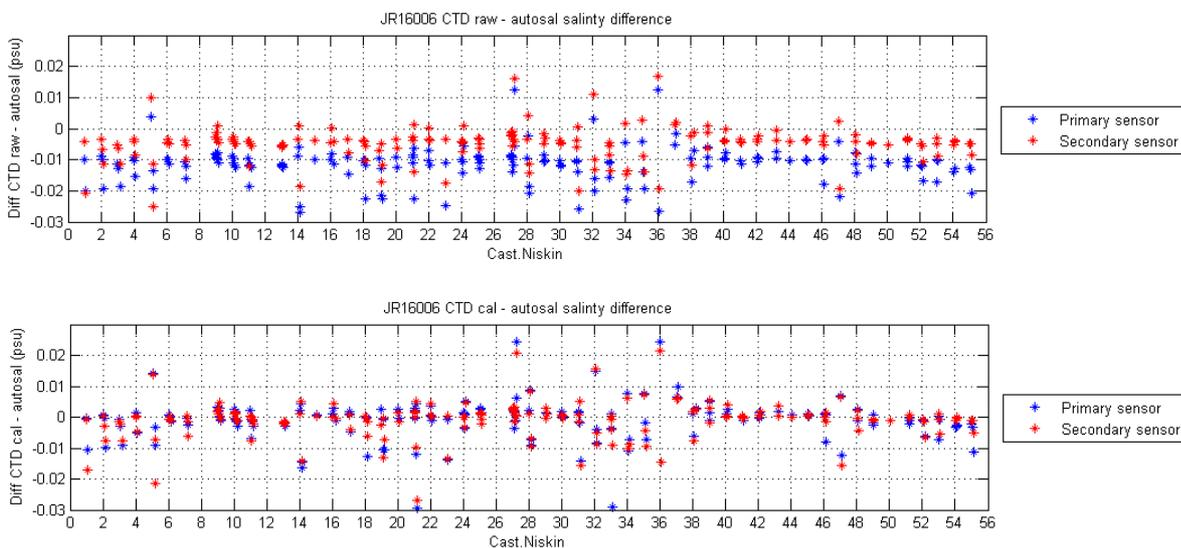 JR16006 CTD raw - autosal salinity difference
Diff CTD raw - autosal (psu)
0.02
0.01
0
-0.01
-0.02
-0.03
0 2 4 6 8 10 12 14 16 18 20 22 24 26 28 30 32 34 36 38 40 42 44 46 48 50 52 54 56
Cast.Niskin
Primary sensor
Secondary sensor
JR16006 CTD cal - autosal salinity difference
Diff CTD cal - autosal (psu)
0.02
0.01
0
-0.01
-0.02
-0.03
0 2 4 6 8 10 12 14 16 18 20 22 24 26 28 30 32 34 36 38 40 42 44 46 48 50 52 54 56
Cast.Niskin
Primary sensor
Secondary sensor